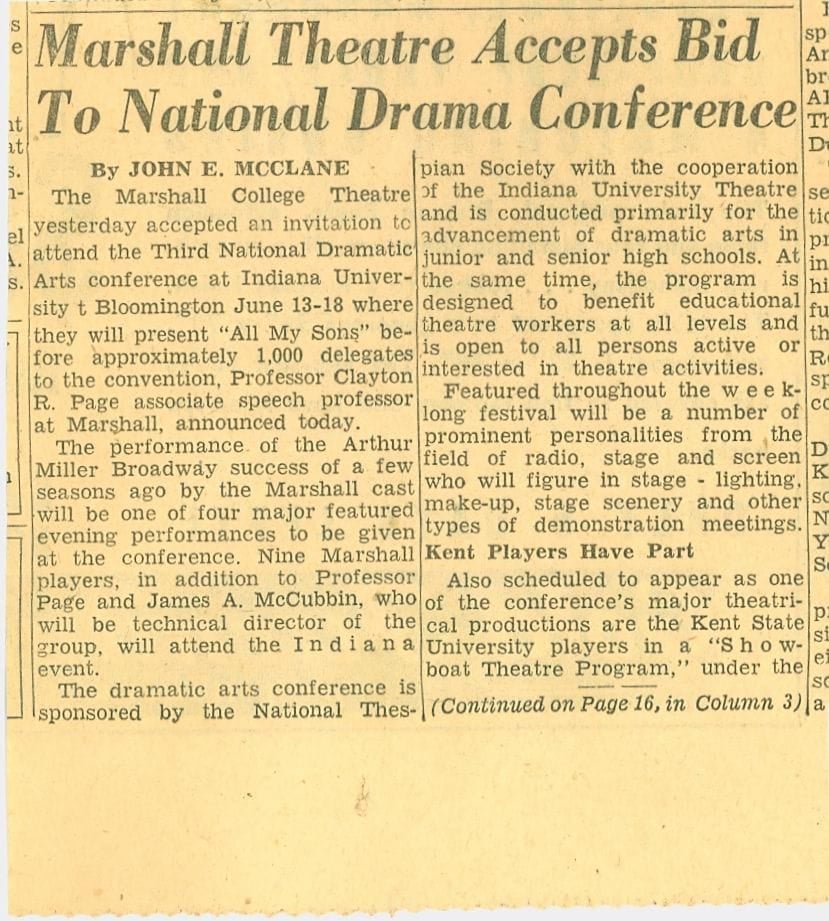 Marshall Theatre Accepts Bid
To National Drama Conference
By JOHN E. MCCLANE
The Marshall College Theatre
yesterday accepted an invitation to
attend the Third National Dramatic
Arts conference at Indiana Univer-
sity t Bloomington June 13-18 where
they will present "All My Sons" be-
fore approximately 1,000 delegates
to the convention, Professor Clayton
R. Page associate speech professor
at Marshall, announced today.
The performance of the Arthur
Miller Broadway success of a few
seasons ago by the Marshall cast
will be one of four major featured
evening performances to be given
at the conference. Nine Marshall
players, in addition to Professor
Page and James A. McCubbin, who
will be technical director of the
group, will attend the Indiana
event.
The dramatic arts conference is
sponsored by the National Thes-
pian Society with the cooperation
of the Indiana University Theatre
and is conducted primarily for the
advancement of dramatic arts in
junior and senior high schools. At
the same time, the program is
designed to benefit educational
theatre workers at all levels and
is open to all persons active or
interested in theatre activities.
Featured throughout the week-
long festival will be a number of
prominent personalities from the
field of radio, stage and screen
who will figure in stage - lighting,
make-up, stage scenery and other
types of demonstration meetings.
Kent Players Have Part
Also scheduled to appear as one
of the conference's major theatri-
cal productions are the Kent State
University players in a "Show-
boat Theatre Program," under the
(Continued on Page 16, in Column 3)